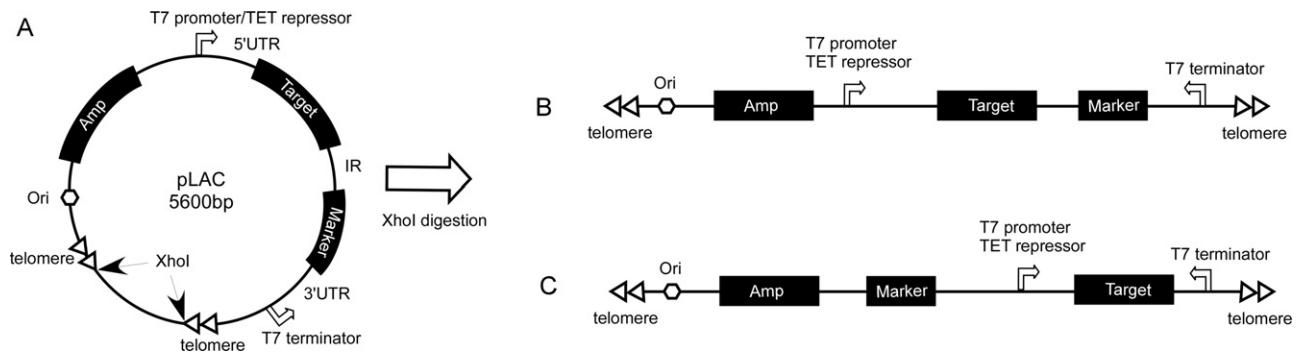 A
T7 promoter/TET repressor
5'UTR
Amp
Target
IR
pLAC
5600bp
Ori
Marker
telomere
XhoI
3'UTR
T7 terminator
telomere
XhoI digestion
B
T7 promoter
TET repressor
T7 terminator
Ori
Amp
Target
Marker
telomere
telomere
C
T7 promoter
TET repressor
T7 terminator
Ori
Amp
Marker
Target
telomere
telomere